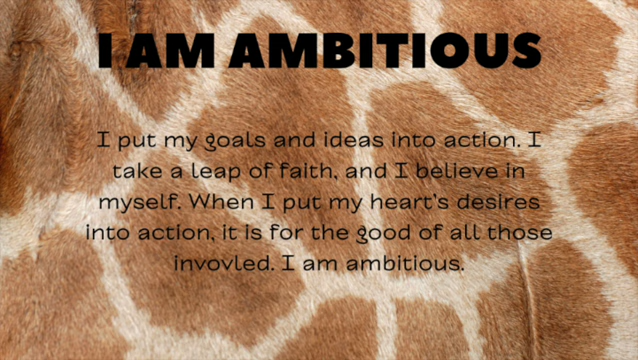 I AM AMBITIOUS
I put my goals and ideas into action. I
take a leap of faith, and I believe in
myself. When I put my heart's desires
into action, it is for the good of all those
invovled. I am ambitious.